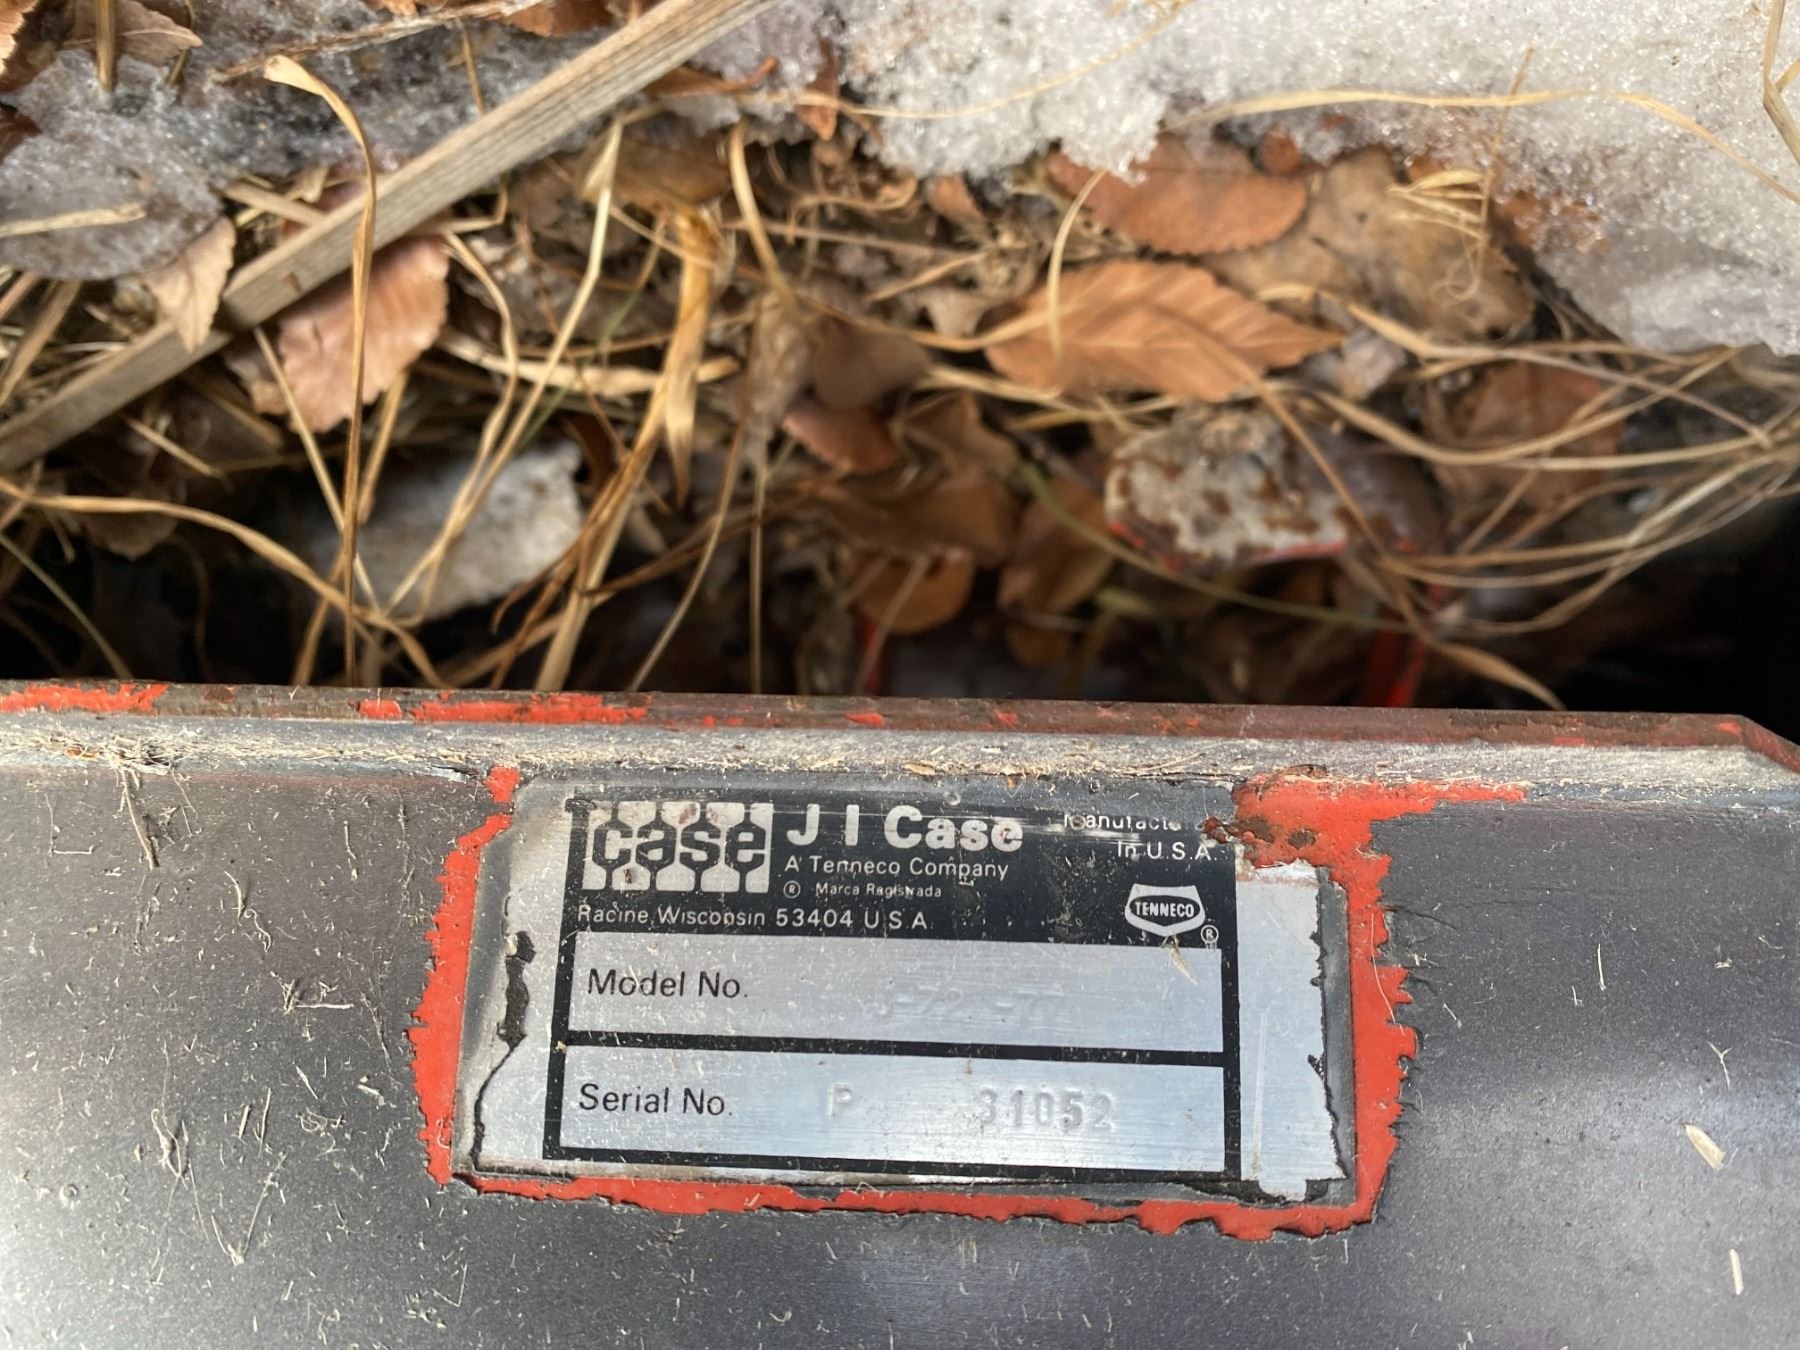 case
J I Case
A Tenneco Company
® Marca Registrada
Racine, Wisconsin 53404 U.S.A.
In U.S.A.
TENNECO
®
Model No.
Serial No. P 31052